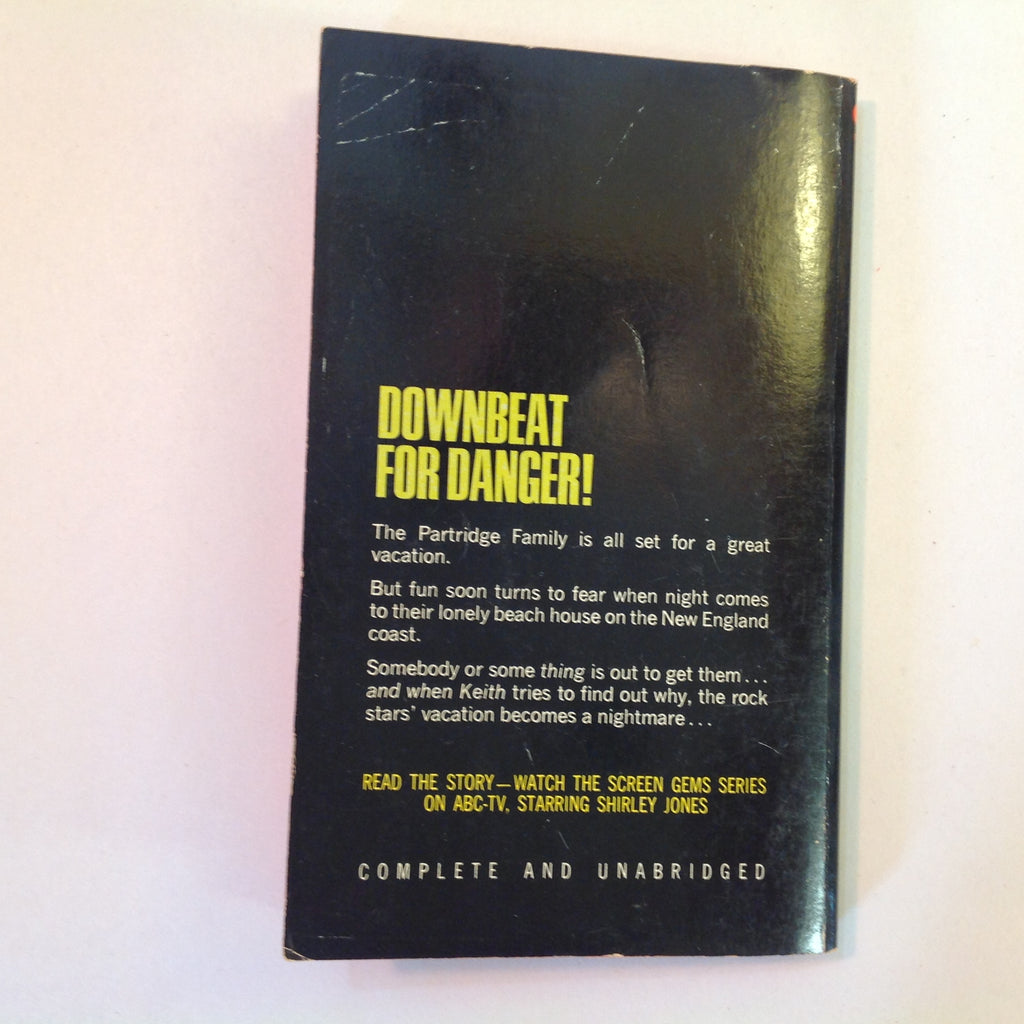 DOWNBEAT
FOR DANGER!
The Partridge Family is all set for a great
vacation.
But fun soon turns to fear when night comes
to their lonely beach house on the New England
coast.
Somebody or some thing is out to get them...
and when Keith tries to find out why, the rock
stars' vacation becomes a nightmare...
READ THE STORY—WATCH THE SCREEN GEMS SERIES
ON ABC-TV, STARRING SHIRLEY JONES
COMPLETE AND UNABRIDGED